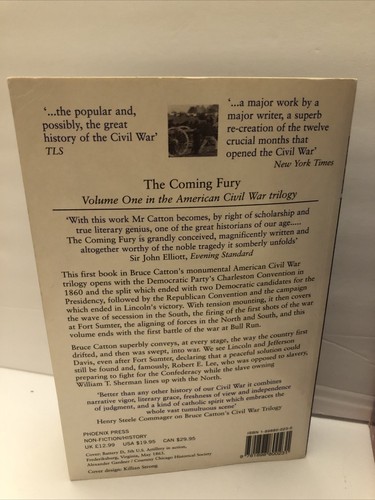 '...the popular and,
possibly, the great
history of the Civil War'
TLS
'...a major work by a
major writer, a superb
re-creation of the twelve
crucial months that
opened the Civil War'
New York Times
The Coming Fury
Volume One in the American Civil War trilogy
'With this work Mr Catton becomes, by right of scholarship and
true literary genius, one of the great historians of our age.....
The Coming Fury is grandly conceived, magnificently written and
altogether worthy of the noble tragedy it somberly unfolds'
Sir John Elliott, Evening Standard
This first book in Bruce Catton's monumental American Civil War
trilogy opens with the Democratic Party's Charleston Convention in
1860 and the split which ended with two Democratic candidates for the
Presidency, followed by the Republican Convention and the campaign
which ended in Lincoln's victory. With tension mounting, it then covers
the wave of secession in the South, the firing of the first shots of the war
at Fort Sumter, the aligning of forces in the North and South, and this
volume ends with the first battle of the war at Bull Run.
Bruce Catton superbly conveys, at every stage, the way the country first
drifted, and then was swept, into war. We see Lincoln and Jefferson
Davis, even after Fort Sumter, declaring that a peaceful solution could
still be found and, famously, Robert E. Lee, who was opposed to slavery,
preparing to fight for the Confederacy while the slave owning
William T. Sherman lines up with the North.
'Better than any other history of our Civil War it combines
narrative vigor, literary grace, freshness of view and independence
of judgment, and a kind of catholic spirit which embraces the
whole vast tumultuous scene'
Henry Steele Commager on Bruce Catton's Civil War Trilogy
PHOENIX PRESS
NON-FICTION/HISTORY
UK £12.99 USA $19.95 CAN $29.95
Cover: Battery D, 5th U.S. Artillery in action,
Fredericksburg, Virginia, May 1863.
Alexander Gardner / Chicago Historical Society
Cover design: Killian Strong